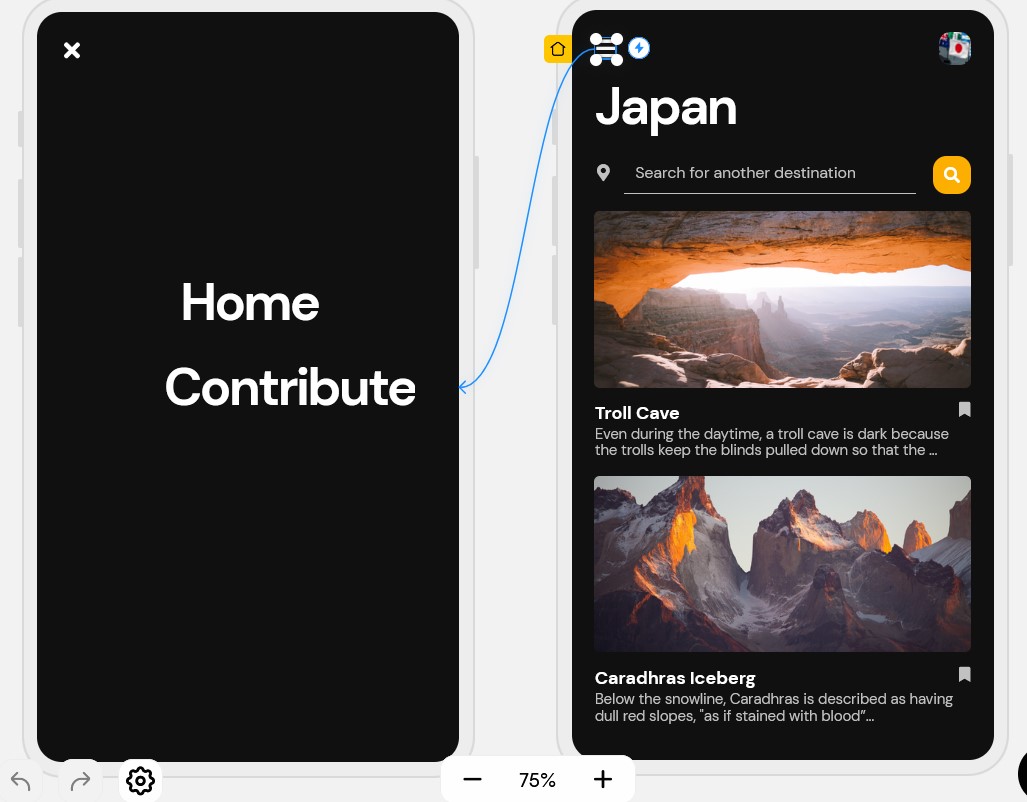 Home
Contribute
Japan
Search for another destination
Troll Cave
Even during the daytime, a troll cave is dark because
the trolls keep the blinds pulled down so that the ...
Caradhras Iceberg
Below the snowline, Caradhras is described as having
dull red slopes, "as if stained with blood”...
75%